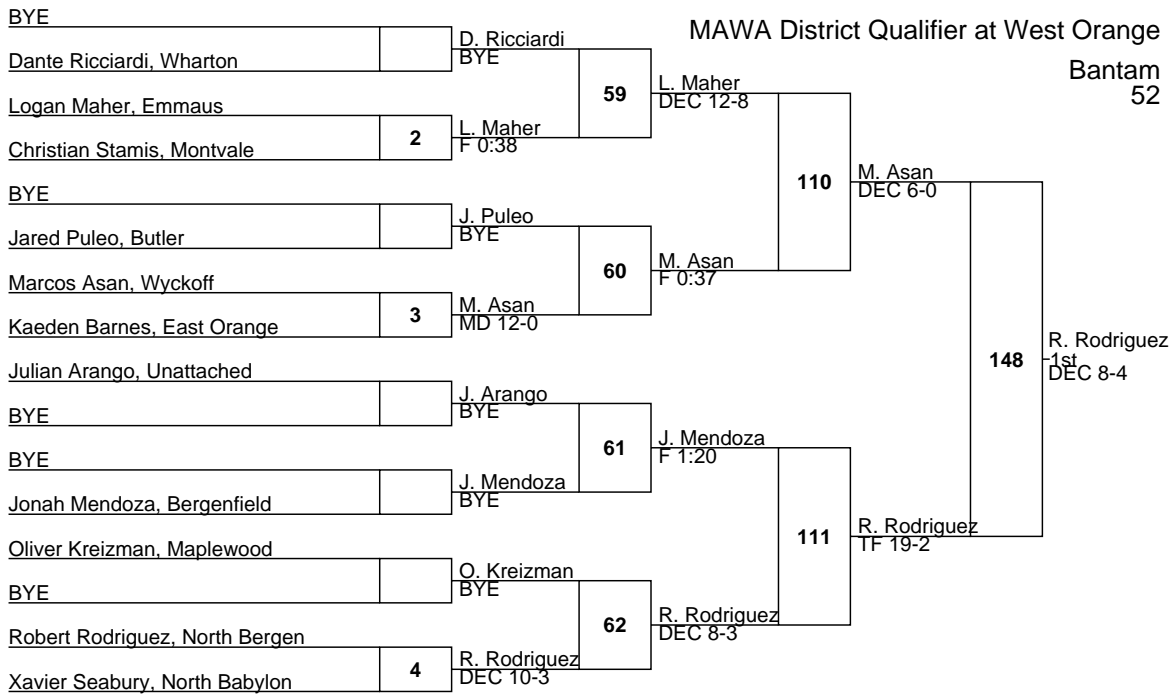 MAWA District Qualifier at West Orange
Bantam
52
BYE
Dante Ricciardi, Wharton
Logan Maher, Emmaus
2
Christian Stamis, Montvale
BYE
Jared Puleo, Butler
Marcos Asan, Wyckoff
3
Kaeden Barnes, East Orange
Julian Arango, Unattached
BYE
BYE
Jonah Mendoza, Bergenfield
Oliver Kreizman, Maplewood
BYE
Robert Rodriguez, North Bergen
4
Xavier Seabury, North Babylon
D. Ricciardi
BYE
59
L. Maher
F 0:38
J. Puleo
BYE
60
M. Asan
MD 12-0
J. Arango
BYE
61
J. Mendoza
BYE
O. Kreizman
BYE
62
R. Rodriguez
DEC 10-3
L. Maher
DEC 12-8
110
M. Asan
F 0:37
J. Mendoza
F 1:20
111
R. Rodriguez
DEC 8-3
M. Asan
DEC 6-0
148
R. Rodriguez
TF 19-2
R. Rodriguez
1st
DEC 8-4